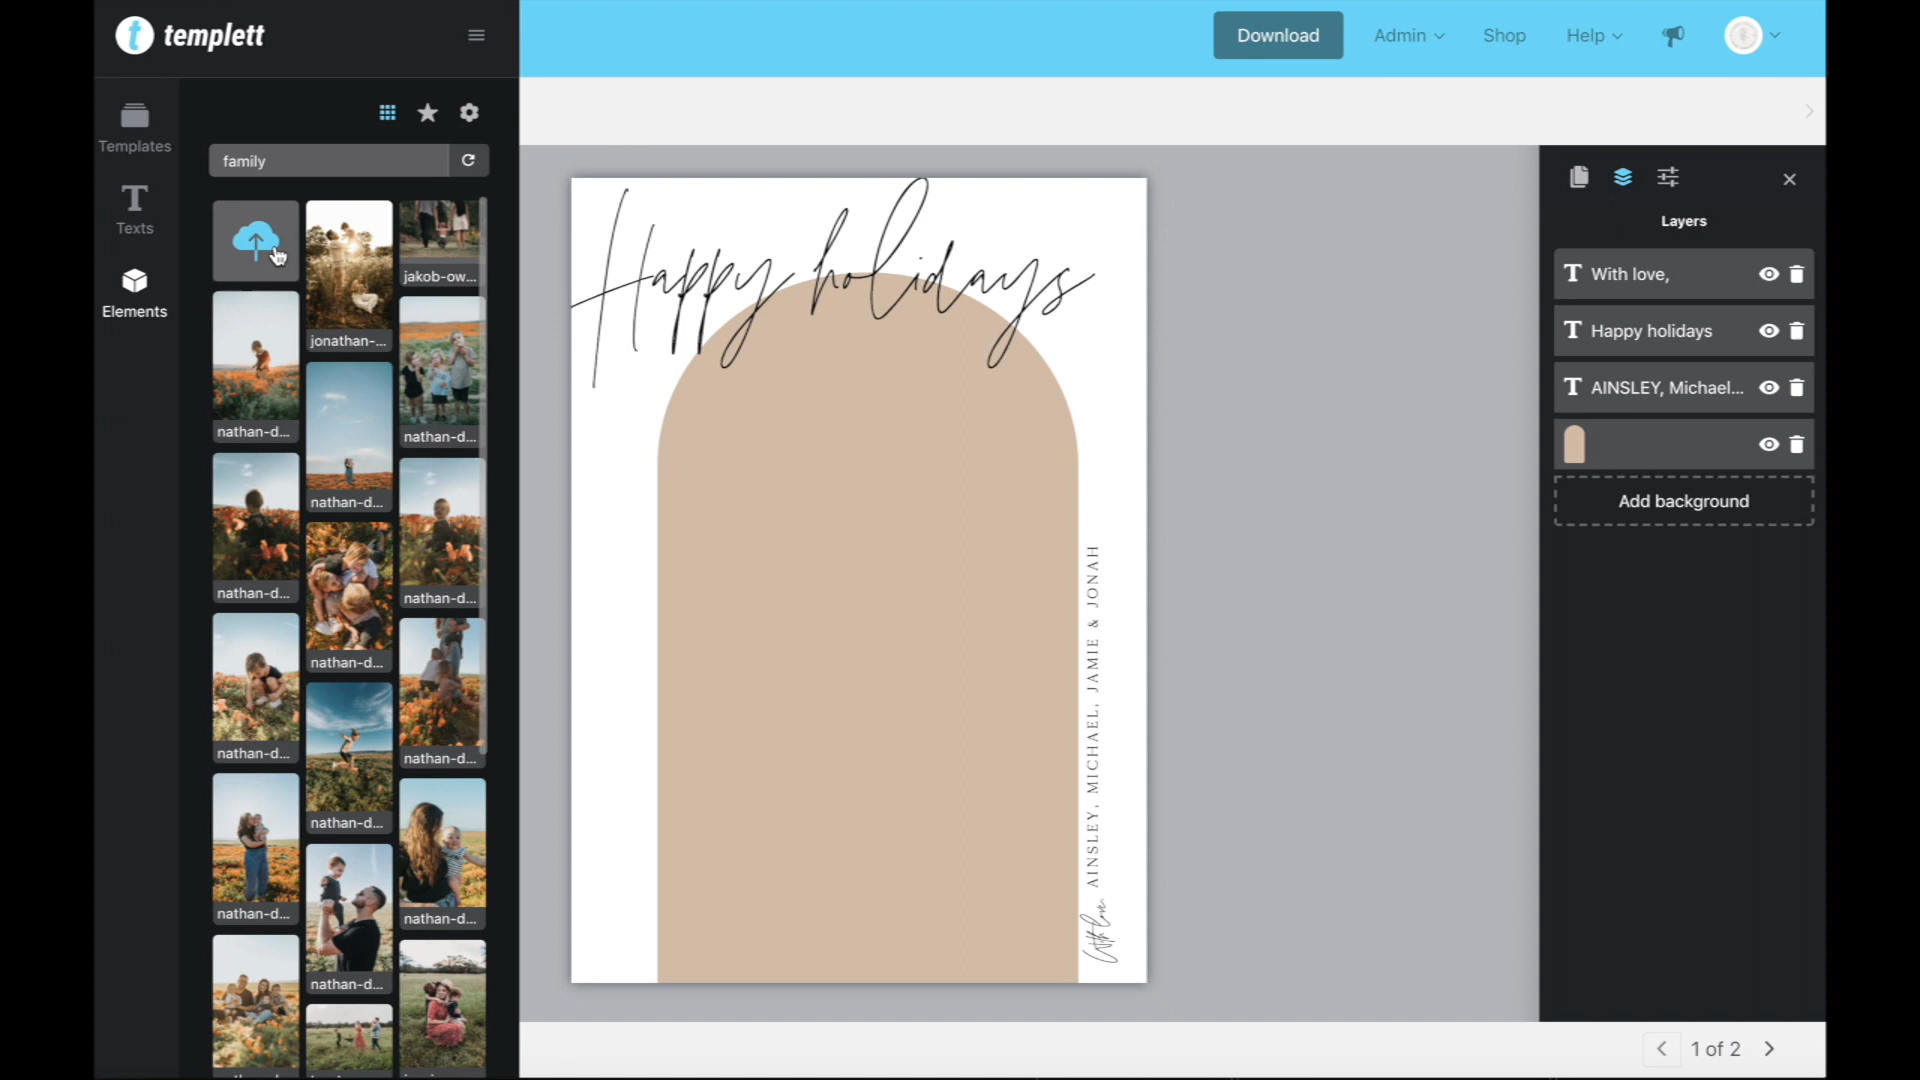 templett
Download
Admin
Shop
Help
Templates
Texts
Elements
family
jonathan-...
jakob-ow...
nathan-d...
nathan-d...
nathan-d...
nathan-d...
nathan-d...
nathan-d...
nathan-d...
nathan-d...
nathan-d...
nathan-d...
nathan-d...
nathan-d...
nathan-d...
Happy holidays
With love, AINSLEY, MICHAEL, JAMIE & JONAH
Layers
T With love,
T Happy holidays
T AINSLEY, Michael...
Add background
1 of 2